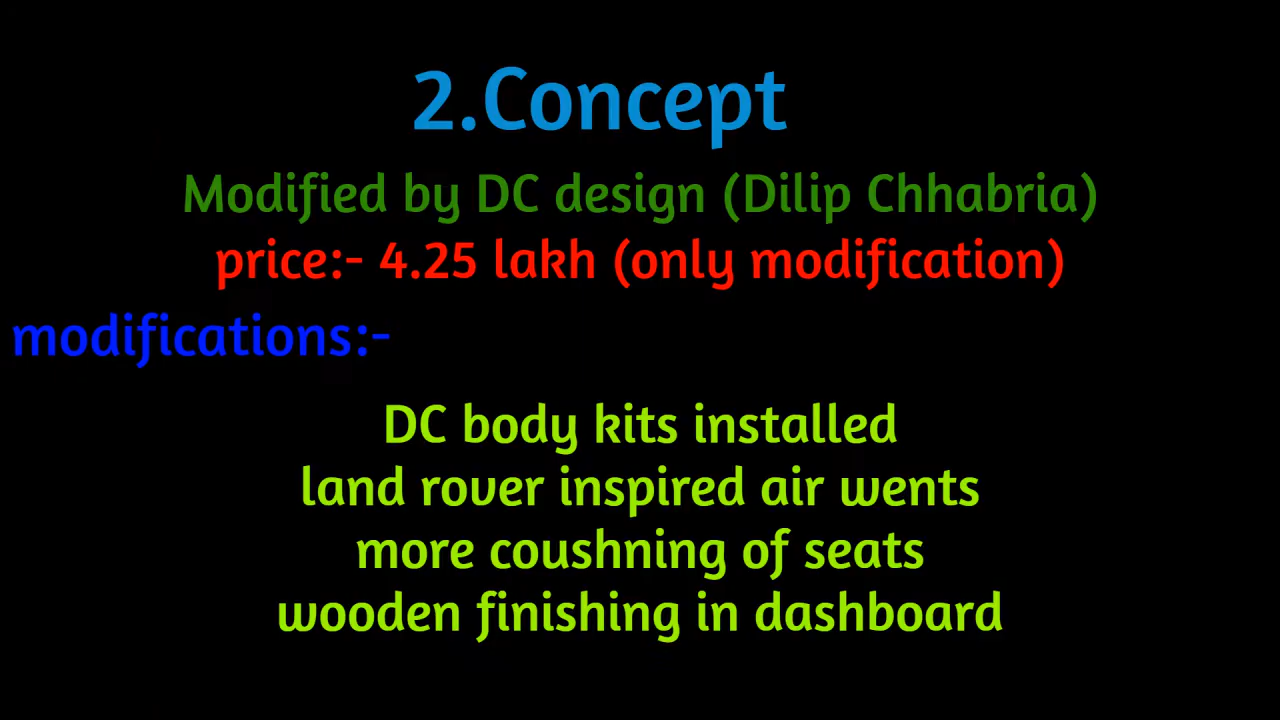 2.Concept
Modified by DC design (Dilip Chhabria)
price:- 4.25 lakh (only modification)
modifications:-
DC body kits installed
land rover inspired air wents
more coushning of seats
wooden finishing in dashboard